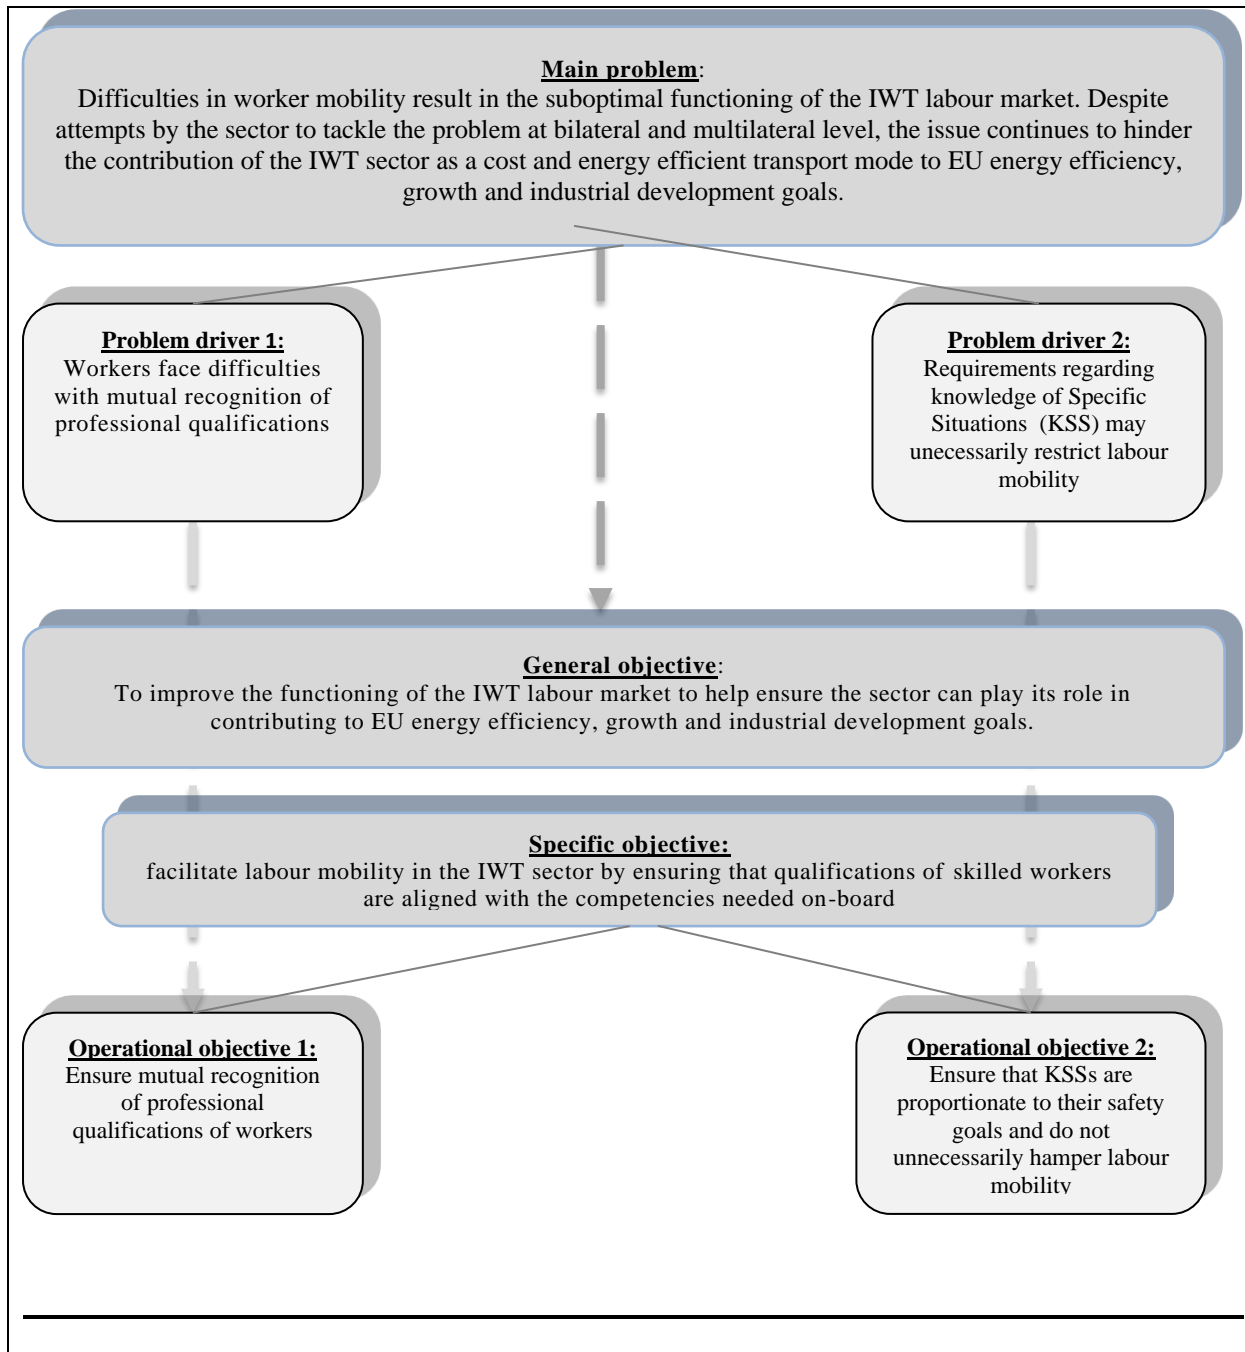 Main problem:
Difficulties in worker mobility result in the suboptimal functioning of the IWT labour market. Despite
attempts by the sector to tackle the problem at bilateral and multilateral level, the issue continues to hinder
the contribution of the IWT sector as a cost and energy efficient transport mode to EU energy efficiency,
growth and industrial development goals.
Problem driver 1:
Workers face difficulties
with mutual recognition of
professional qualifications
Problem driver 2:
Requirements regarding
knowledge of Specific
Situations (KSS) may
unecessarily restrict labour
mobility
General objective:
To improve the functioning of the IWT labour market to help ensure the sector can play its role in
contributing to EU energy efficiency, growth and industrial development goals.
Specific objective:
facilitate labour mobility in the IWT sector by ensuring that qualifications of skilled workers
are aligned with the competencies needed on-board
Operational objective 1:
Ensure mutual recognition
of professional
qualifications of workers
Operational objective 2:
Ensure that KSSs are
proportionate to their safety
goals and do not
unnecessarily hamper labour
mobility